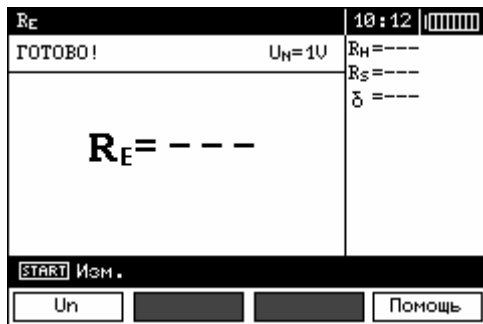 RE 10:12
ГОТОВО! UN=1V
RH=---
RS=---
δ =---
RE= ---
START Изм.
Un Помощь